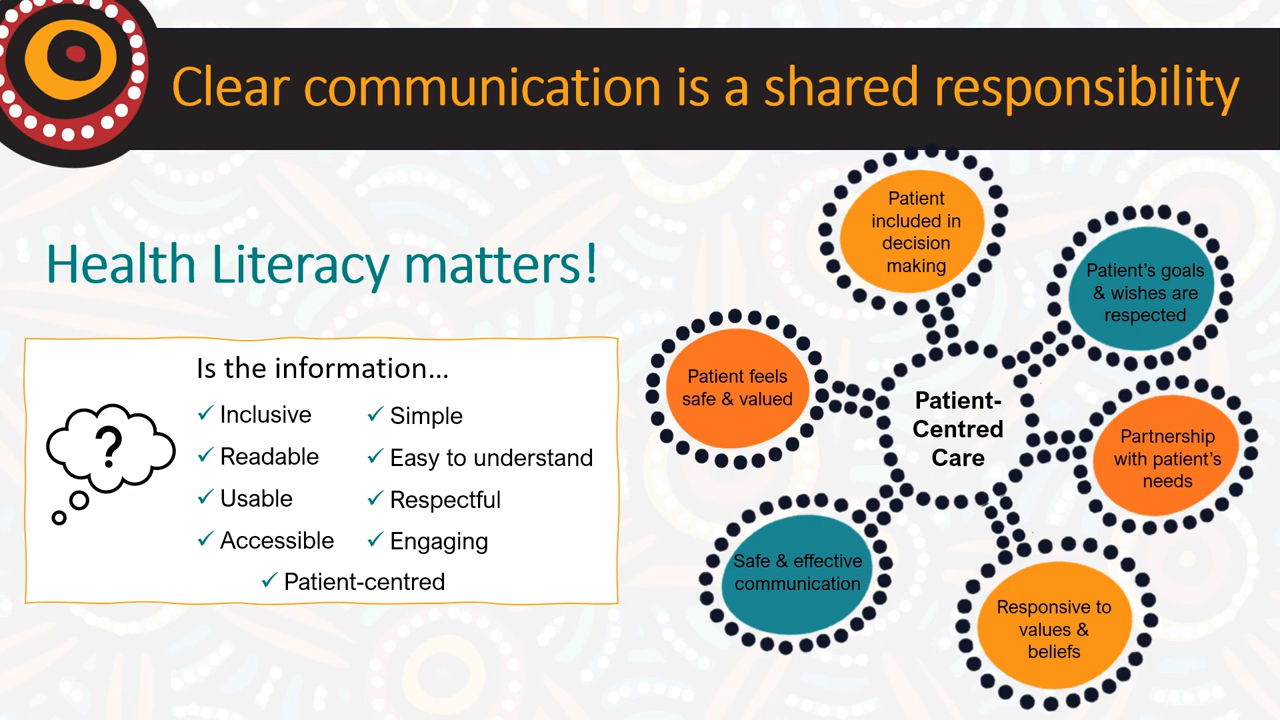 Clear communication is a shared responsibility
Health Literacy matters!
Is the information...
✓ Inclusive
✓ Readable
✓ Usable
✓ Accessible
✓ Simple
✓ Easy to understand
✓ Respectful
✓ Engaging
✓ Patient-centred
?
Patient
included in
decision
making
Patient's goals
& wishes are
respected
Patient feels
safe & valued
Patient-
Centred
Care
Partnership
with patient's
needs
Safe & effective
communication
Responsive to
values &
beliefs